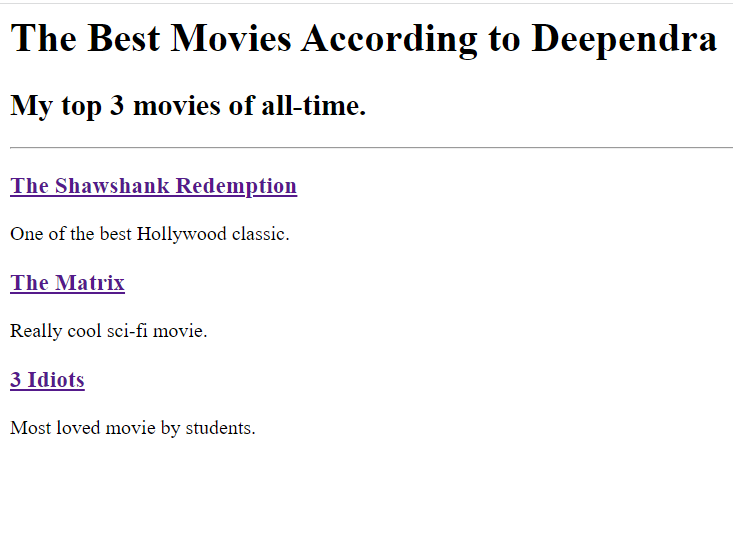 The Best Movies According to Deependra
My top 3 movies of all-time.
The Shawshank Redemption
One of the best Hollywood classic.
The Matrix
Really cool sci-fi movie.
3 Idiots
Most loved movie by students.